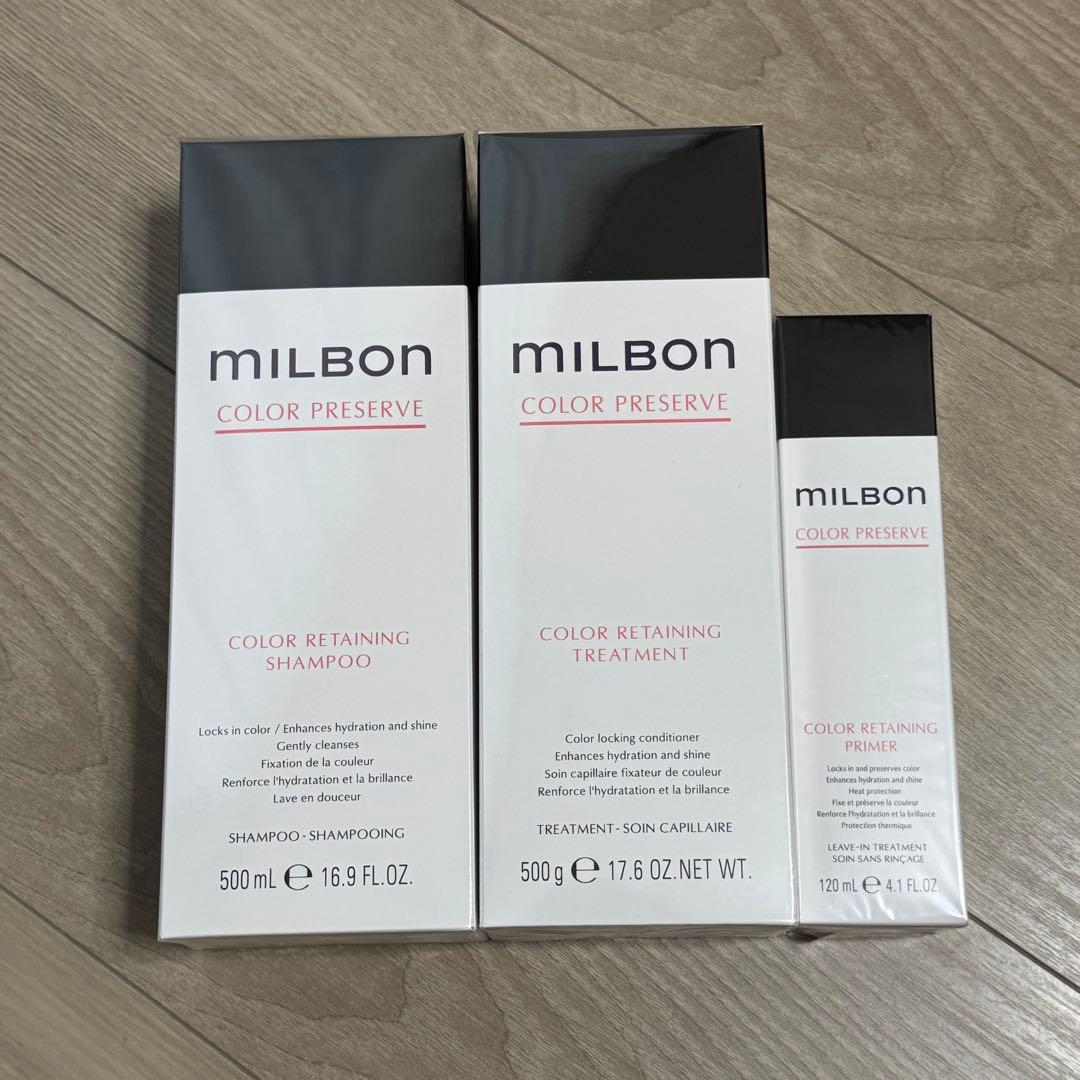 MILBON
COLOR PRESERVE
COLOR RETAINING
SHAMPOO
Locks in color / Enhances hydration and shine
Gently cleanses
Fixation de la couleur
Renforce l'hydratation et la brillance
Lave en douceur
SHAMPOO - SHAMPOOING
500 mL ℮ 16.9 FL.OZ.
MILBON
COLOR PRESERVE
COLOR RETAINING
TREATMENT
Color locking conditioner
Enhances hydration and shine
Soin capillaire fixateur de couleur
Renforce l'hydratation et la brillance
TREATMENT - SOIN CAPILLAIRE
500 g ℮ 17.6 OZ.NET WT.
MILBON
COLOR PRESERVE
COLOR RETAINING
PRIMER
Locks in and preserves color
Enhances hydration and shine
Heat protection
Fixe et préserve la couleur
Renforce l'hydratation et la brillance
Protection thermique
LEAVE-IN TREATMENT
SOIN SANS RINÇAGE
120 mL ℮ 4.1 FL.OZ.